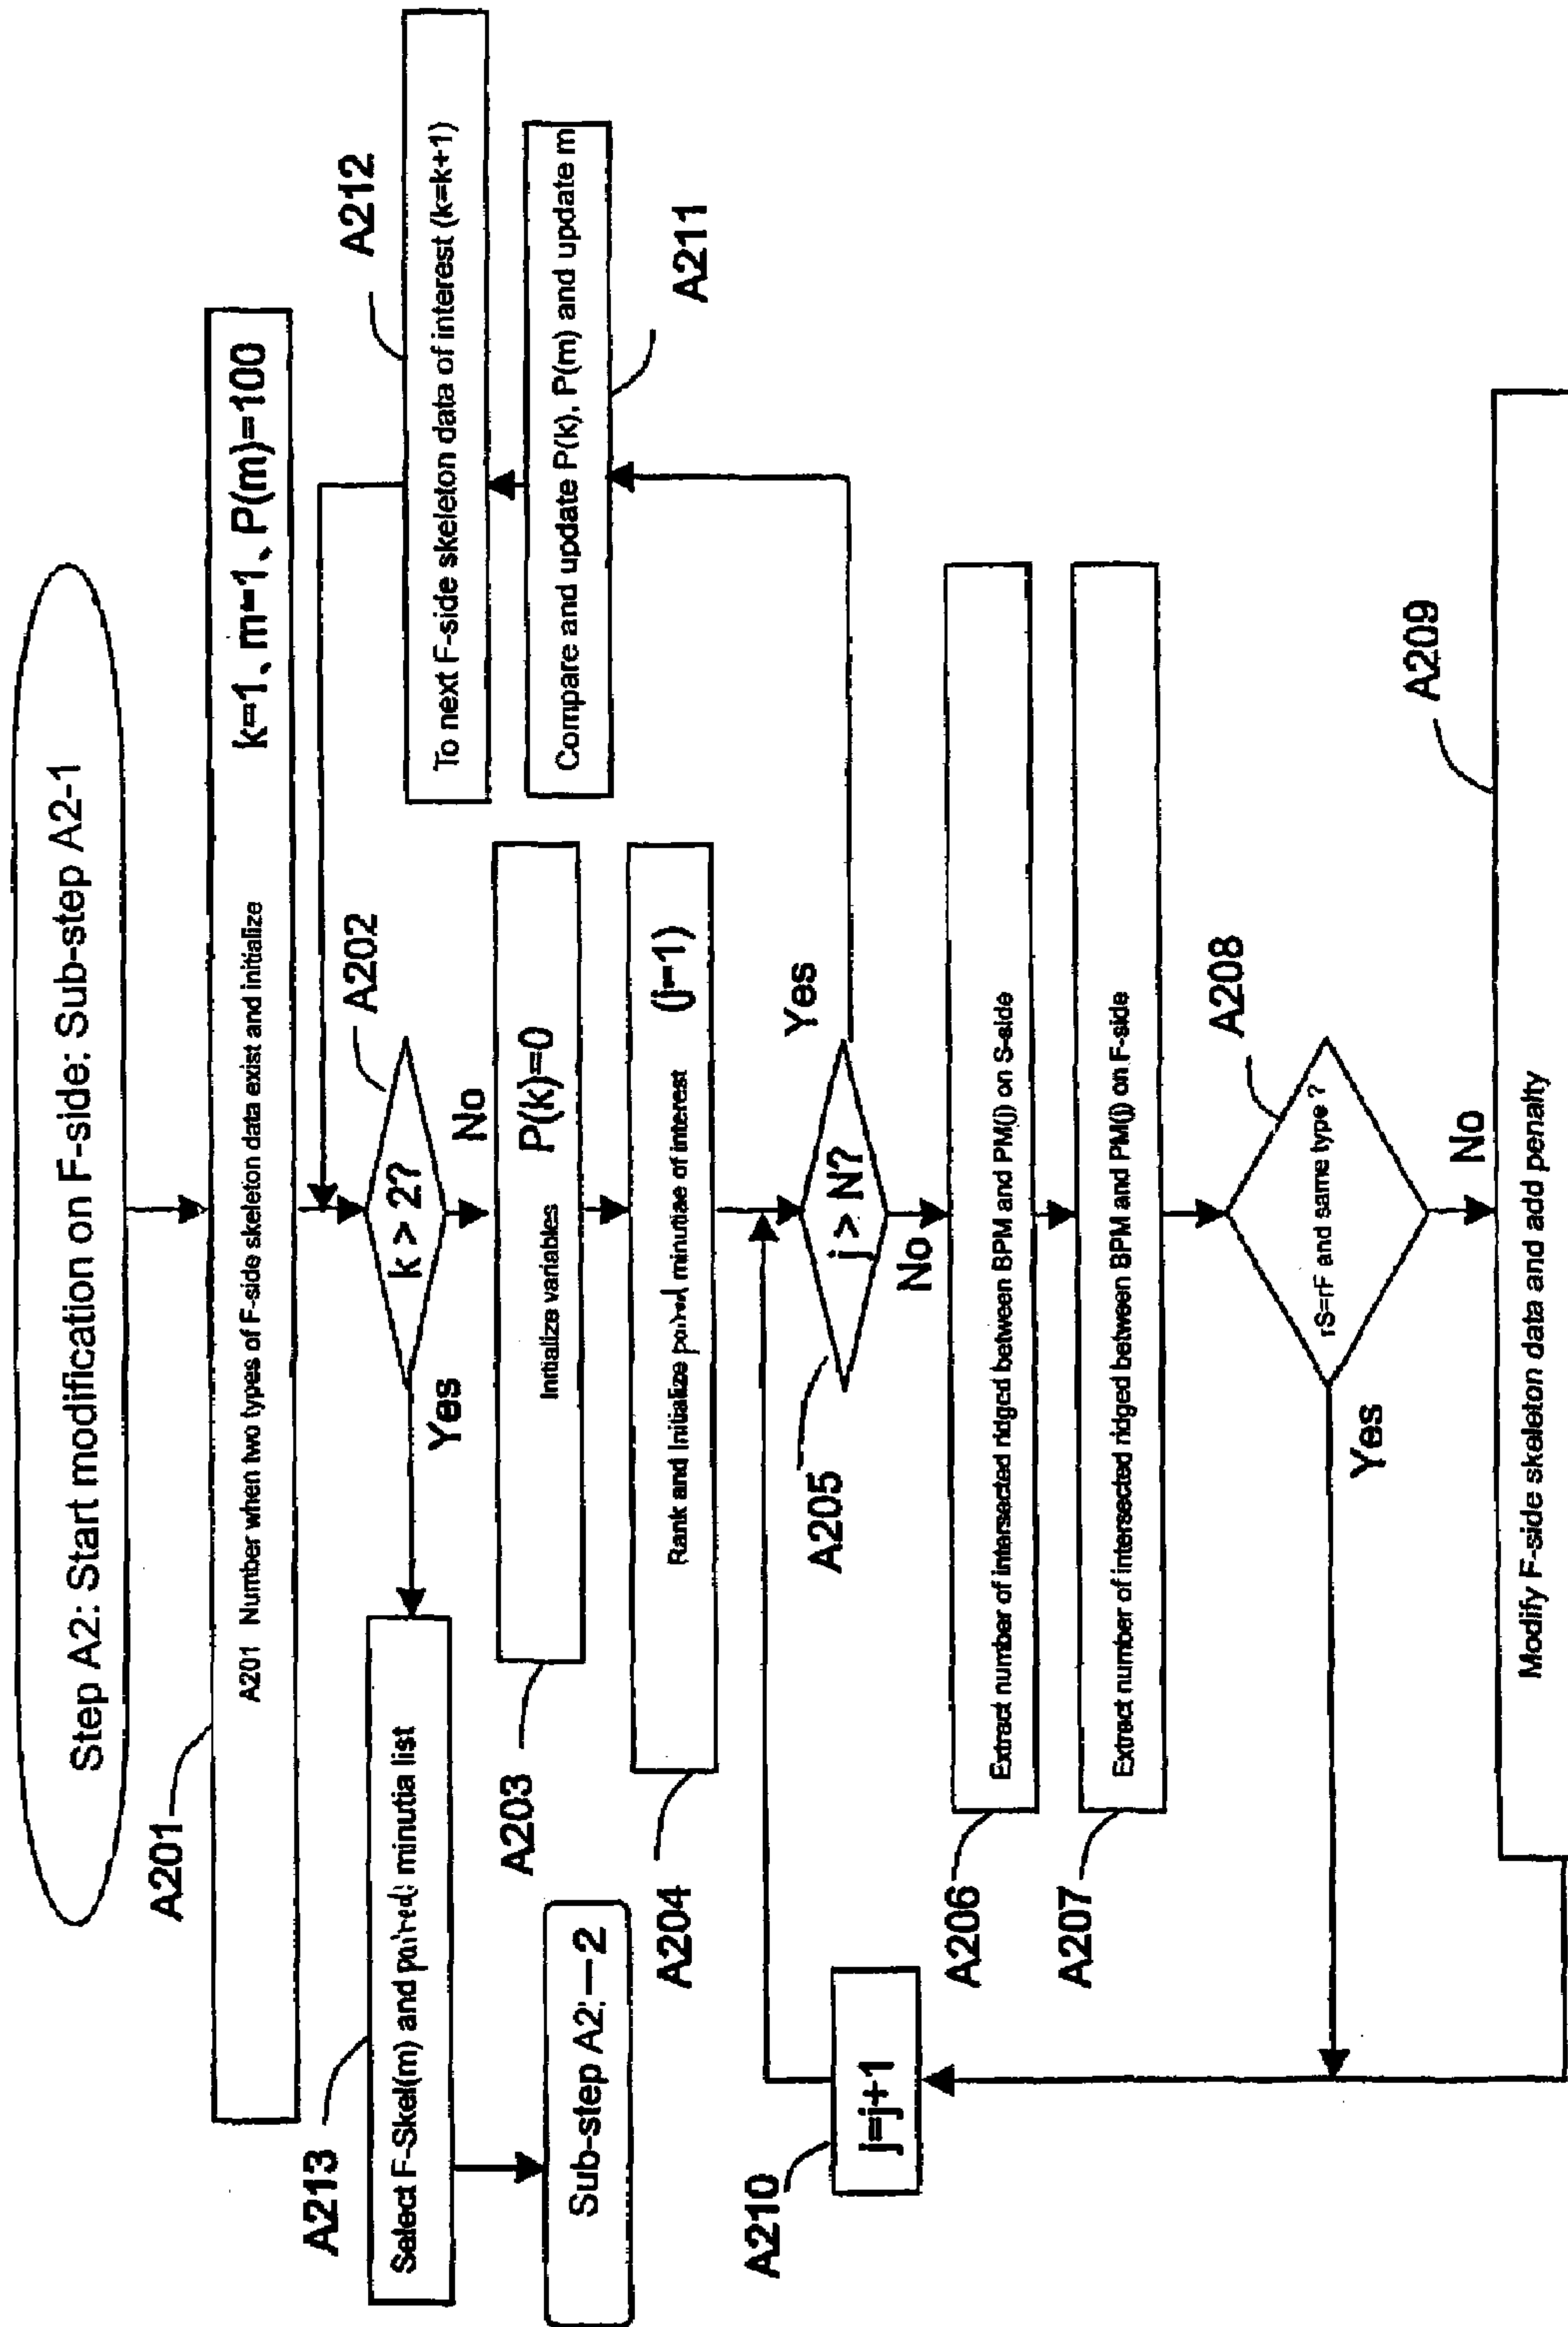 Step A2: Start modification on F-side: Sub-step A2-1
A201
A201 Number when two types of F-side skeleton data exist and initialize k=1、m=1、P(m)=100
A202
k > 2?
Yes
No
A212
To next F-side skeleton data of interest (k=k+1)
A211
Compare and update P(k), P(m) and update m
A213
Select F-Skel(m) and paired minutia list
Sub-step A2-2
A203
Initialize variables P(k)=0
A204
Rank and Initialize paired minutiae of interest (j=1)
A205
j > N?
Yes
No
A210
j=j+1
A206
Extract number of intersected ridged between BPM and PM(j) on S-side
A207
Extract number of intersected ridged between BPM and PM(j) on F-side
A208
rS=rF and same type ?
Yes
No
A209
Modify F-side skeleton data and add penalty